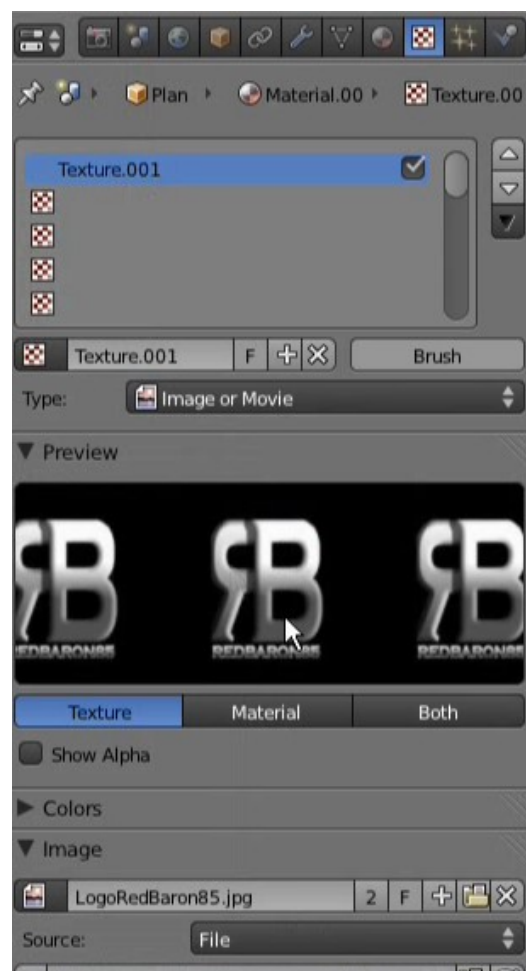 Plan Material.00 Texture.00
Texture.001
Texture.001 F Brush
Type: Image or Movie
Preview
RB RB RB
REDBARON85 REDBARON85 REDBARON85
Texture Material Both
Show Alpha
Colors
Image
LogoRedBaron85.jpg 2 F
Source: File